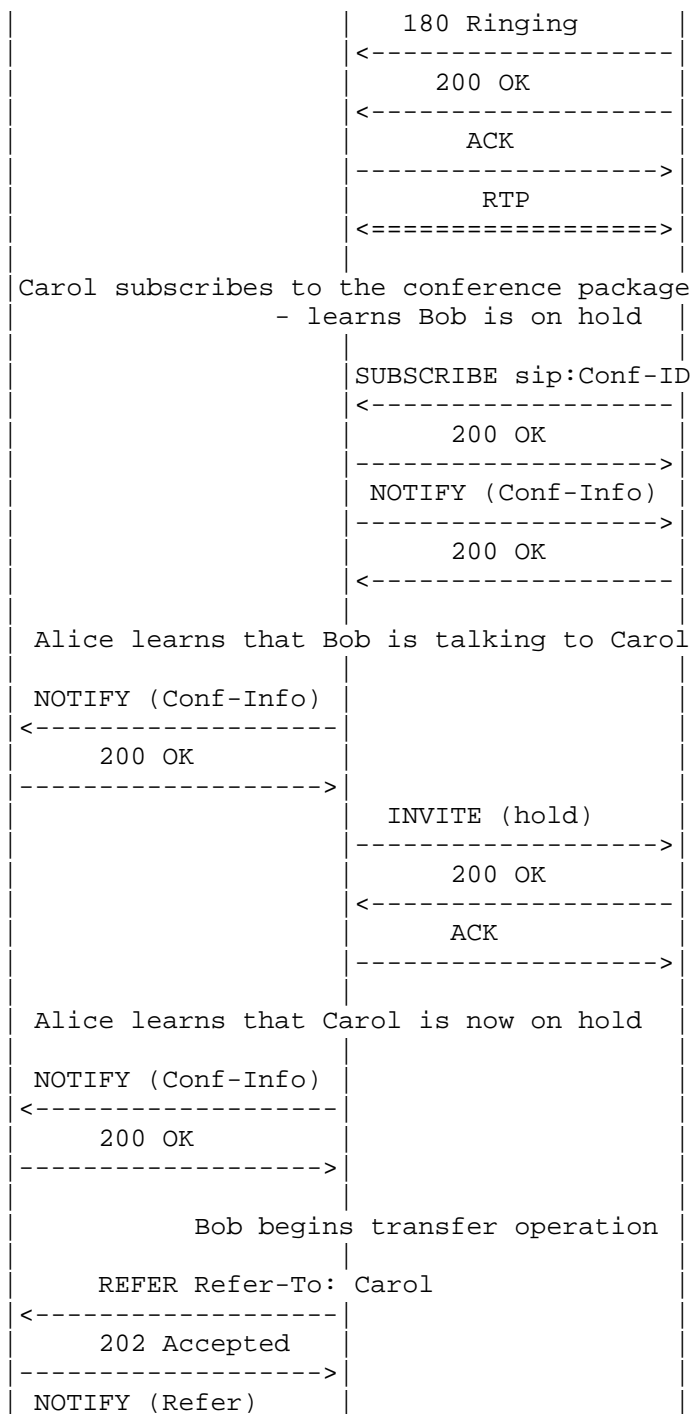 180 Ringing
<-------------------|
200 OK
<-------------------|
ACK
|------------------->
RTP
<==================>
Carol subscribes to the conference package
- learns Bob is on hold
SUBSCRIBE sip:Conf-ID
<-------------------|
200 OK
|------------------->
NOTIFY (Conf-Info)
|------------------->
200 OK
<-------------------|
Alice learns that Bob is talking to Carol
NOTIFY (Conf-Info)
<-------------------|
200 OK
|------------------->
INVITE (hold)
|------------------->
200 OK
<-------------------|
ACK
|------------------->
Alice learns that Carol is now on hold
NOTIFY (Conf-Info)
<-------------------|
200 OK
|------------------->
Bob begins transfer operation
REFER Refer-To: Carol
<-------------------|
202 Accepted
|------------------->
NOTIFY (Refer)